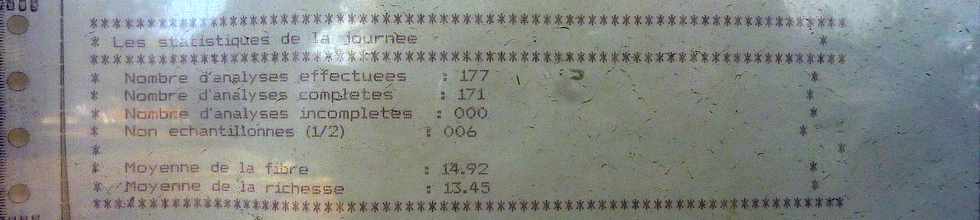 ***********************************************************************
* Les statistiques de la journee *
***********************************************************************
* Nombre d'analyses effectuees : 177 *
* Nombre d'analyses completes : 171 *
* Nombre d'analyses incompletes : 000 *
* Non echantillonnes (1/2) : 006 *
*
* Moyenne de la fibre : 14.92 *
* Moyenne de la richesse : 13.45 *
***********************************************************************